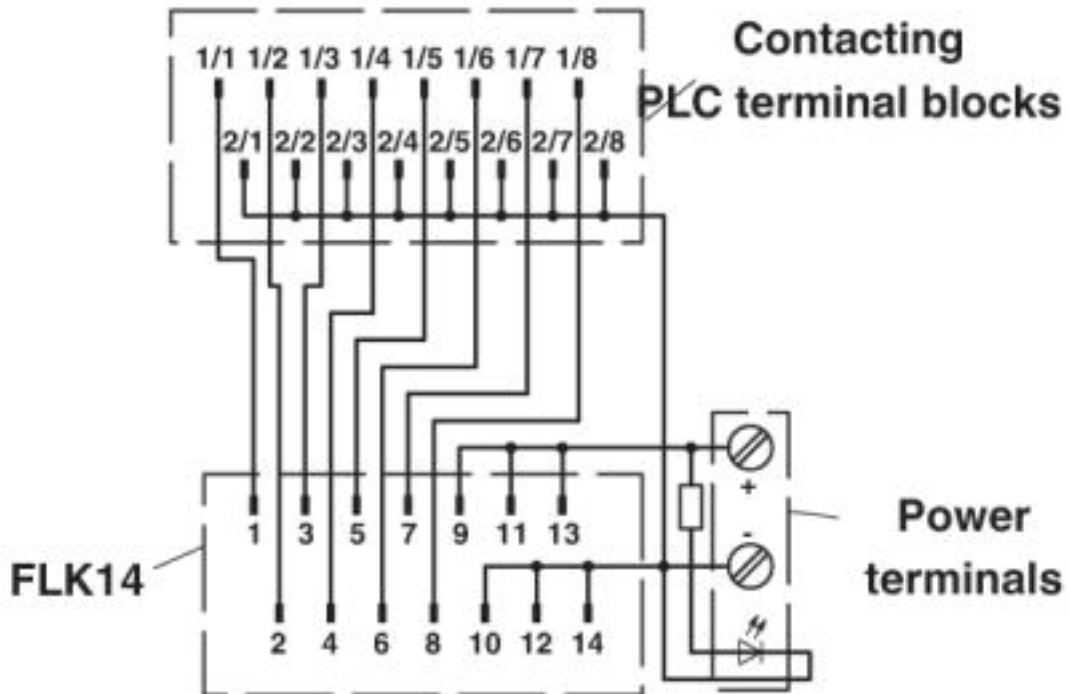 Contacting
PLC terminal blocks
1/1 1/2 1/3 1/4 1/5 1/6 1/7 1/8
2/1 2/2 2/3 2/4 2/5 2/6 2/7 2/8
+
-
Power
terminals
1 3 5 7 9 11 13
FLK14
2 4 6 8 10 12 14